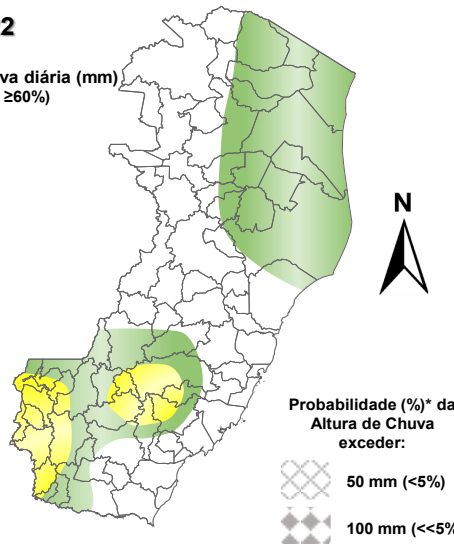 2
va diária (mm)
≥60%)
N
Probabilidade (%)* da
Altura de Chuva
exceder:
50 mm (<5%)
100 mm (<<5%